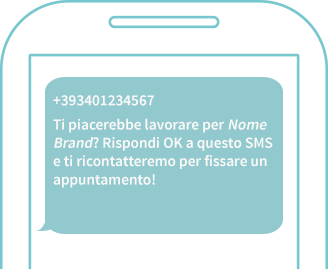 +393401234567
Ti piacerebbe lavorare per Nome
Brand? Rispondi OK a questo SMS
e ti ricontatteremo per fissare un
appuntamento!